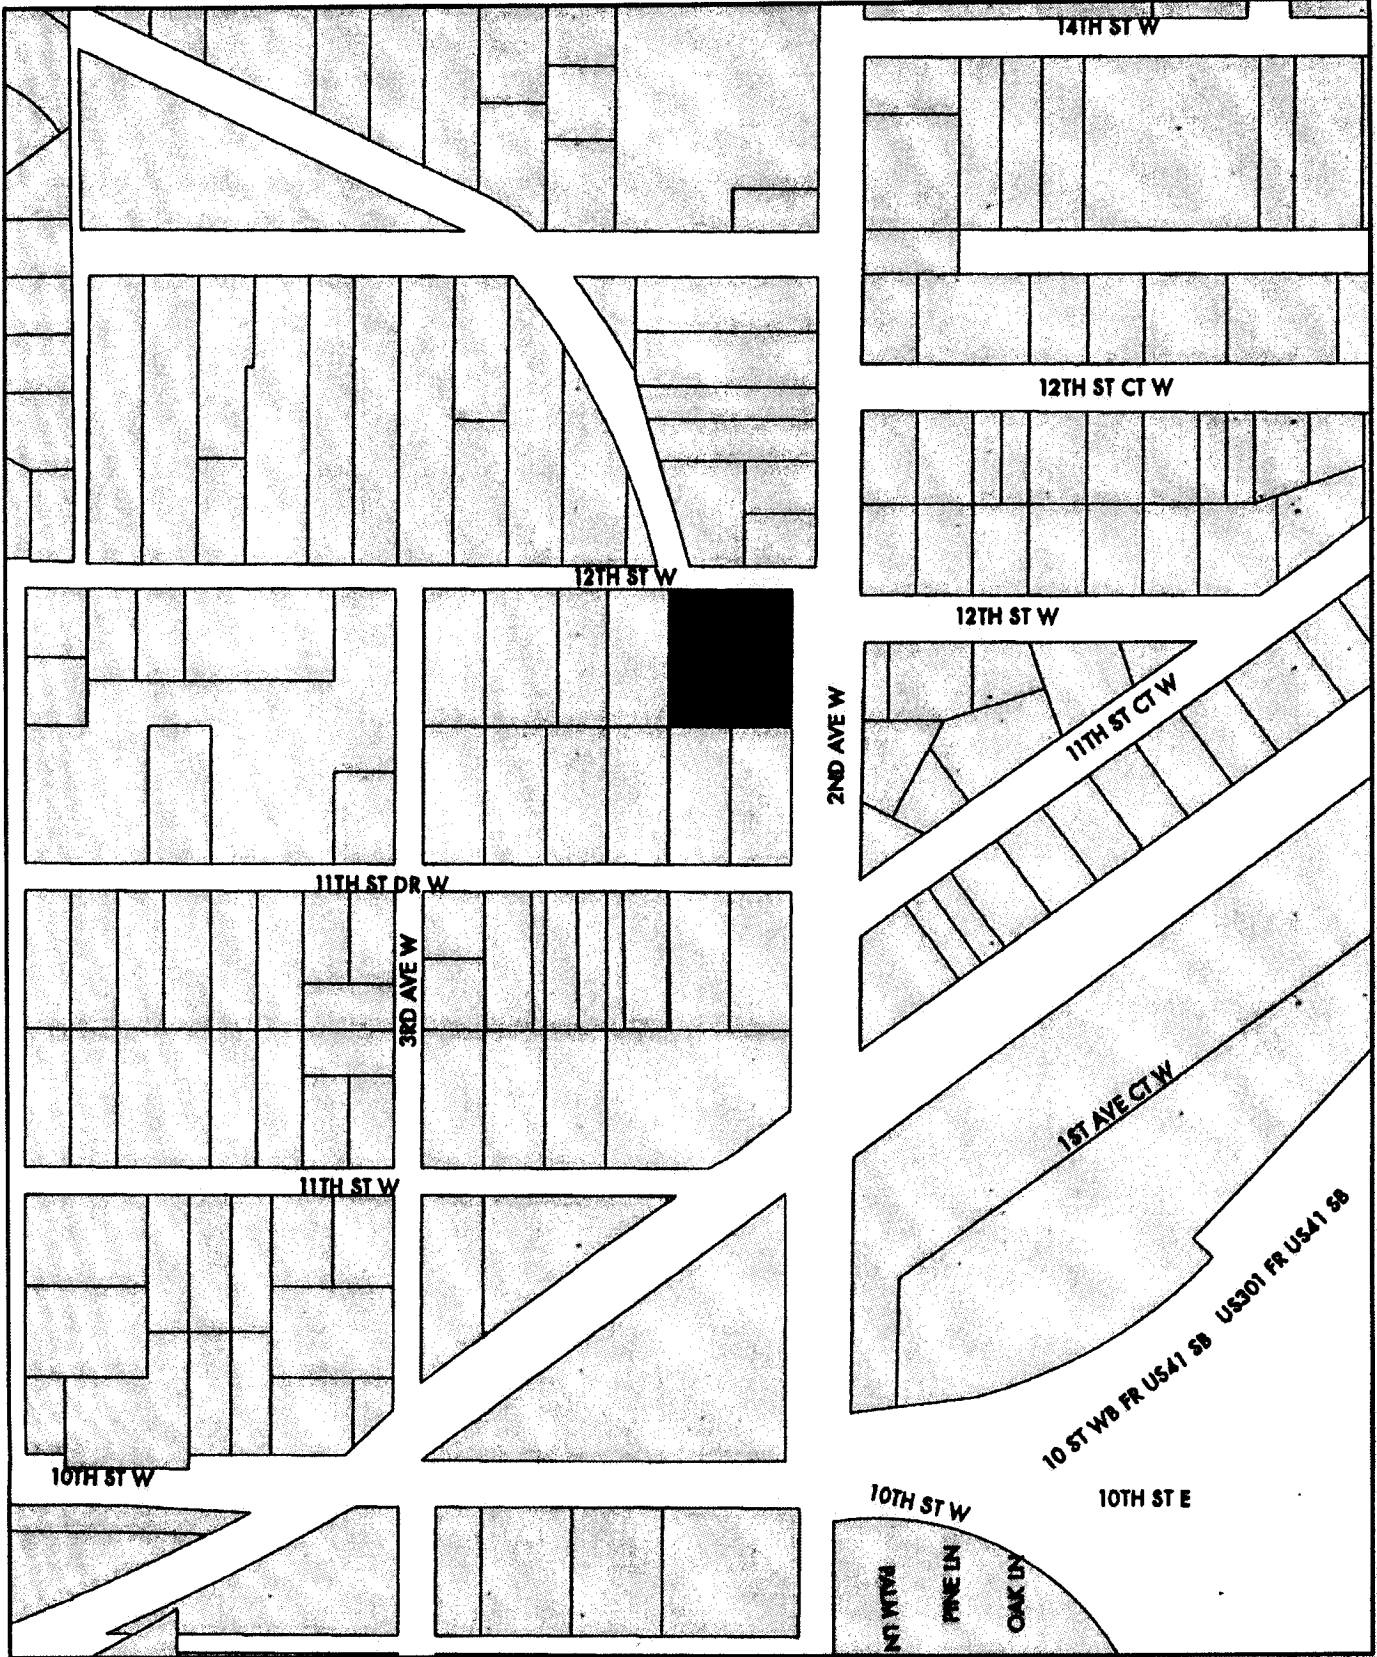 14TH ST W
12TH ST CT W
12TH ST W
12TH ST W
2ND AVE W
11TH ST CT W
11TH ST DR W
3RD AVE W
1ST AVE CT W
11TH ST W
US301 FR US41 SB
10 ST WB FR US41 SB
10TH ST W
10TH ST W
10TH ST E
PALM LN
PINE LN
OAK LN